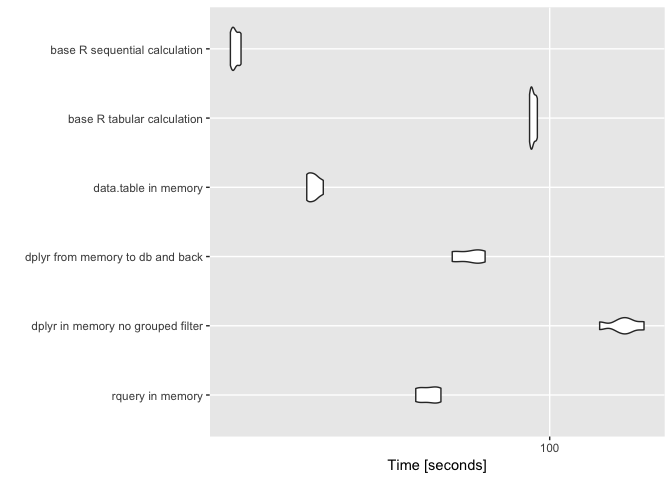 base R sequential calculation
base R tabular calculation
data.table in memory
dplyr from memory to db and back
dplyr in memory no grouped filter
rquery in memory
100
Time [seconds]